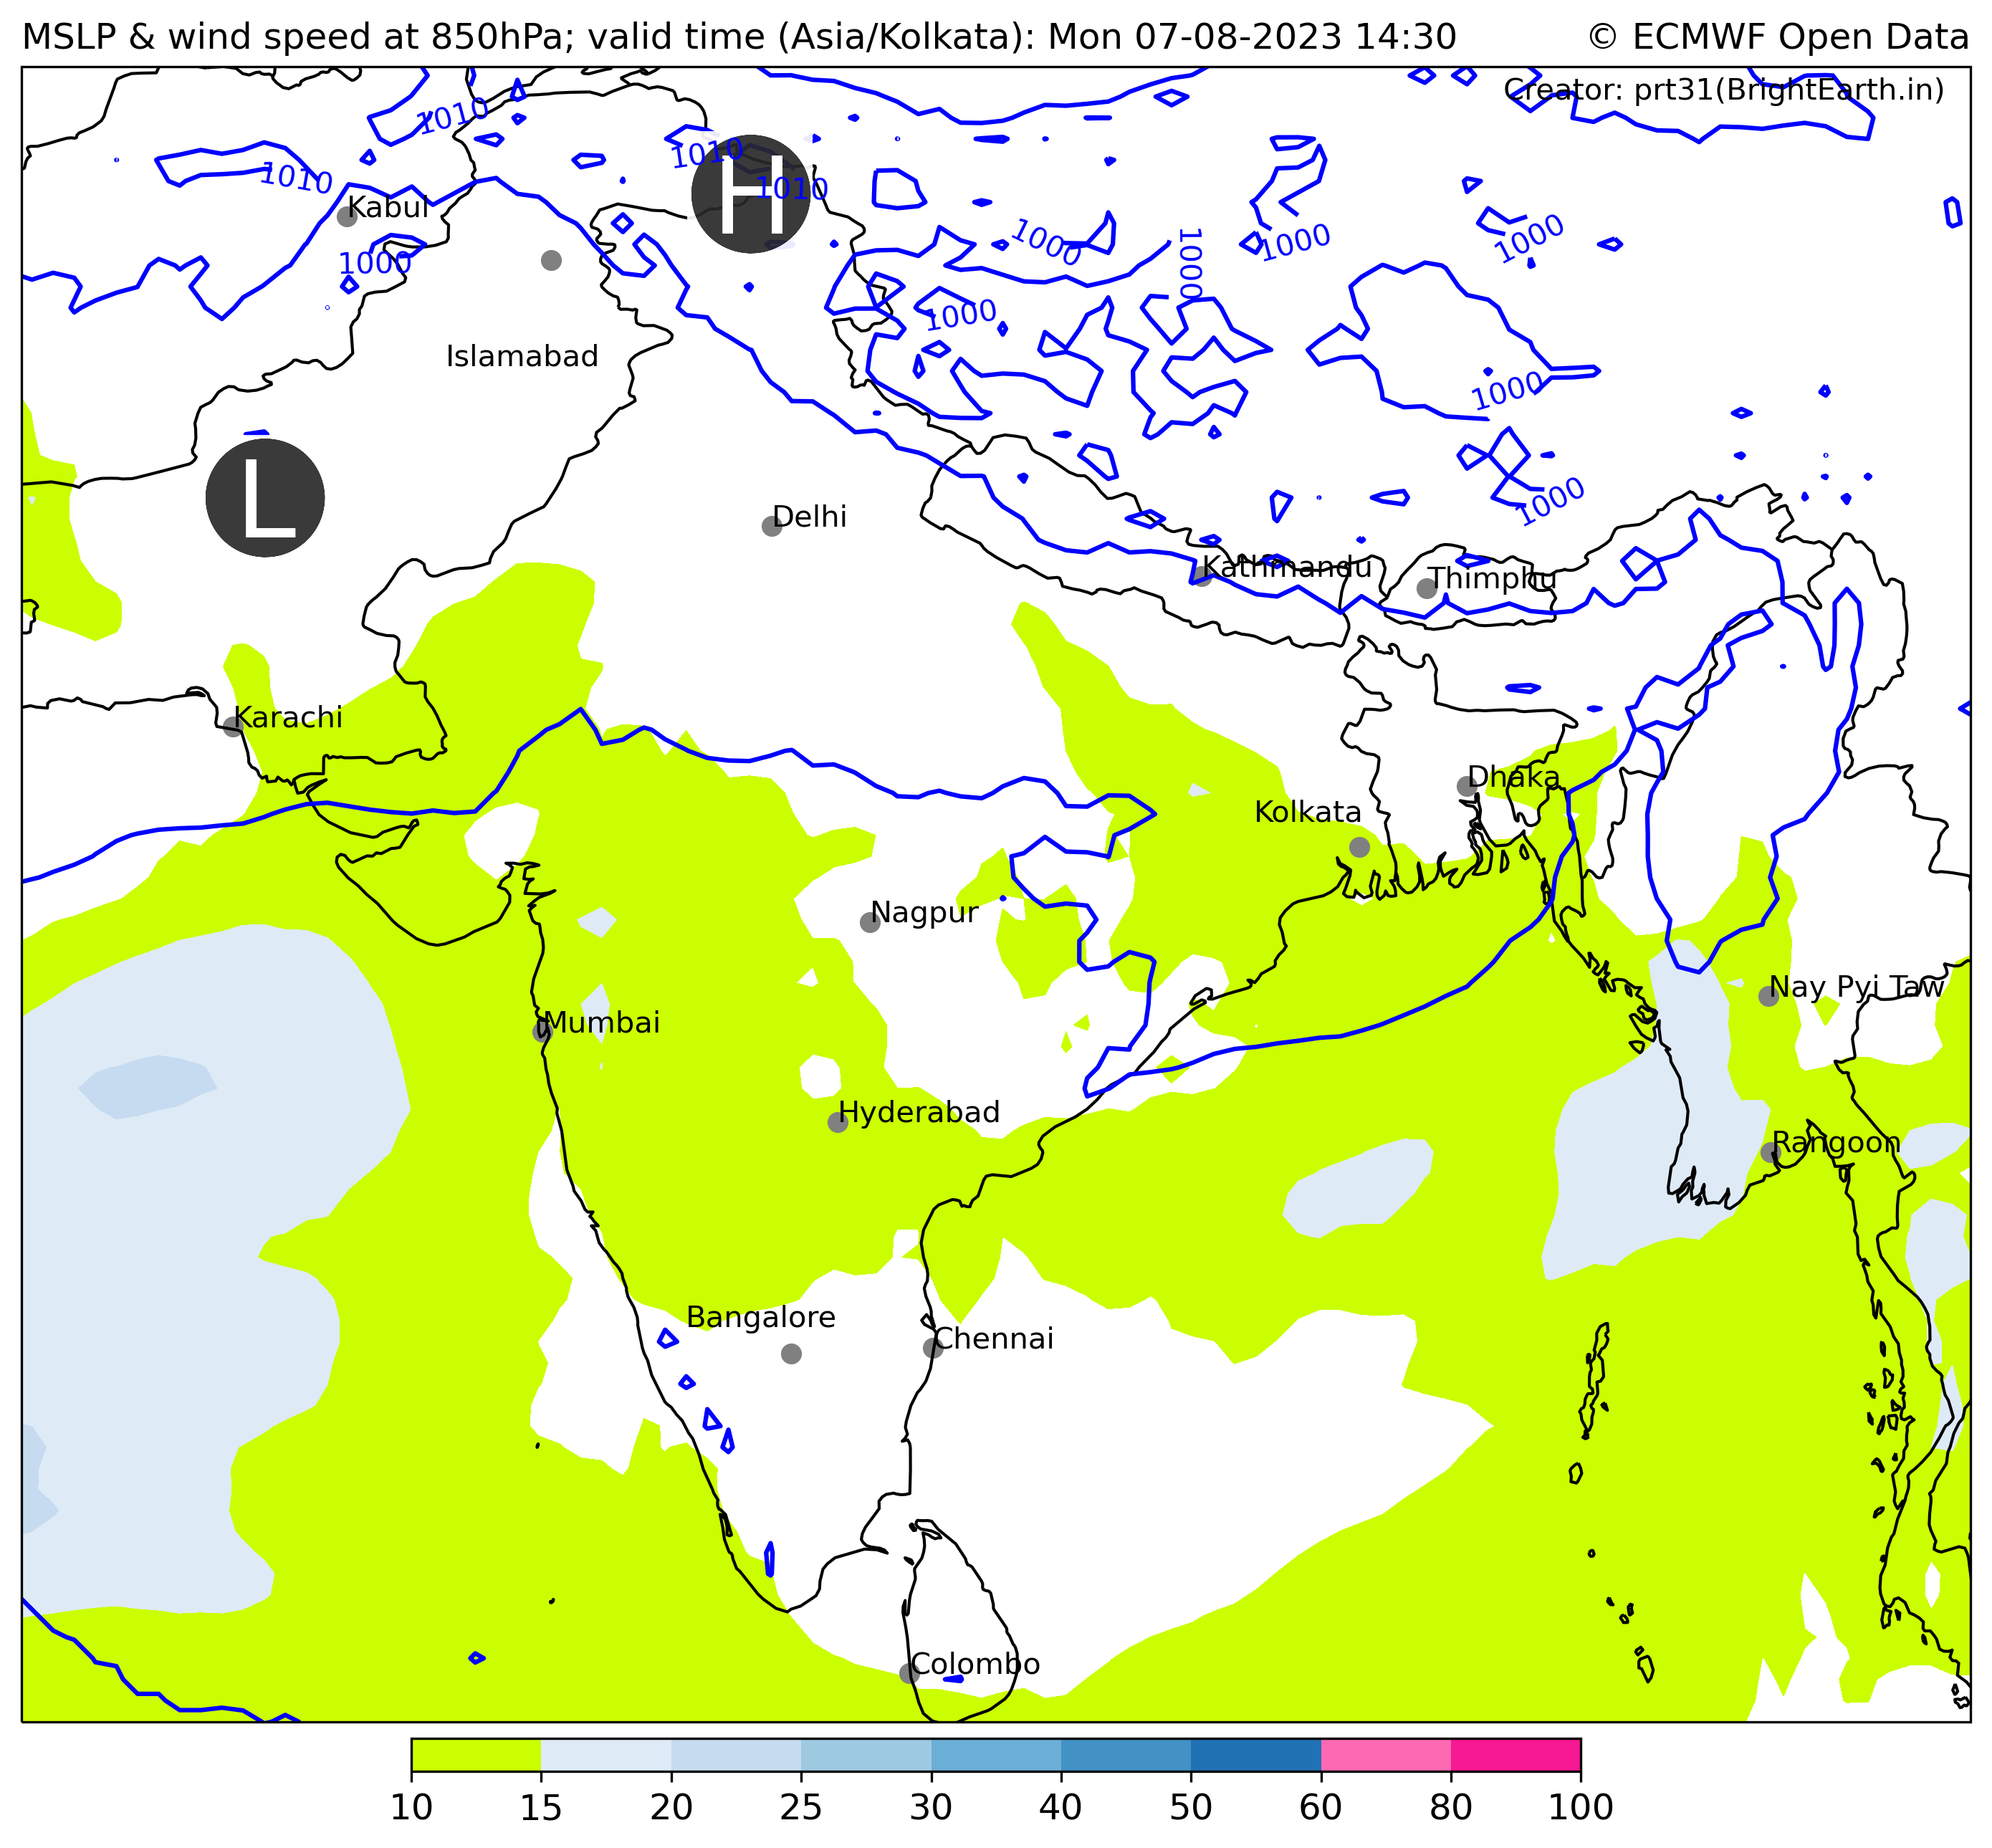 MSLP & wind speed at 850hPa; valid time (Asia/Kolkata): Mon 07-08-2023 14:30
© ECMWF Open Data
Creator: prt31(BrightEarth.in)
1010
1010
1010
H
1010
Kabul
1000
1000
1000
1000
1000
1000
Islamabad
1000
1000
L
Delhi
Kathmandu
Thimphu
Karachi
Dhaka
Kolkata
Nagpur
Nay Pyi Taw
Mumbai
Hyderabad
Rangoon
Bangalore
Chennai
Colombo
10 15 20 25 30 40 50 60 80 100